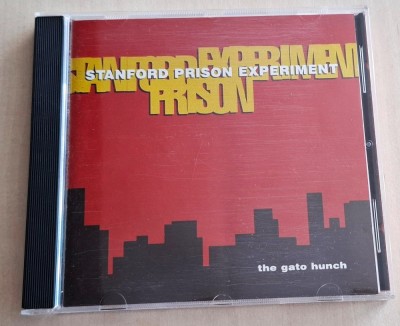 STANFORD EXPERIMENT
STANFORD PRISON EXPERIMENT
PRISON
the gato hunch